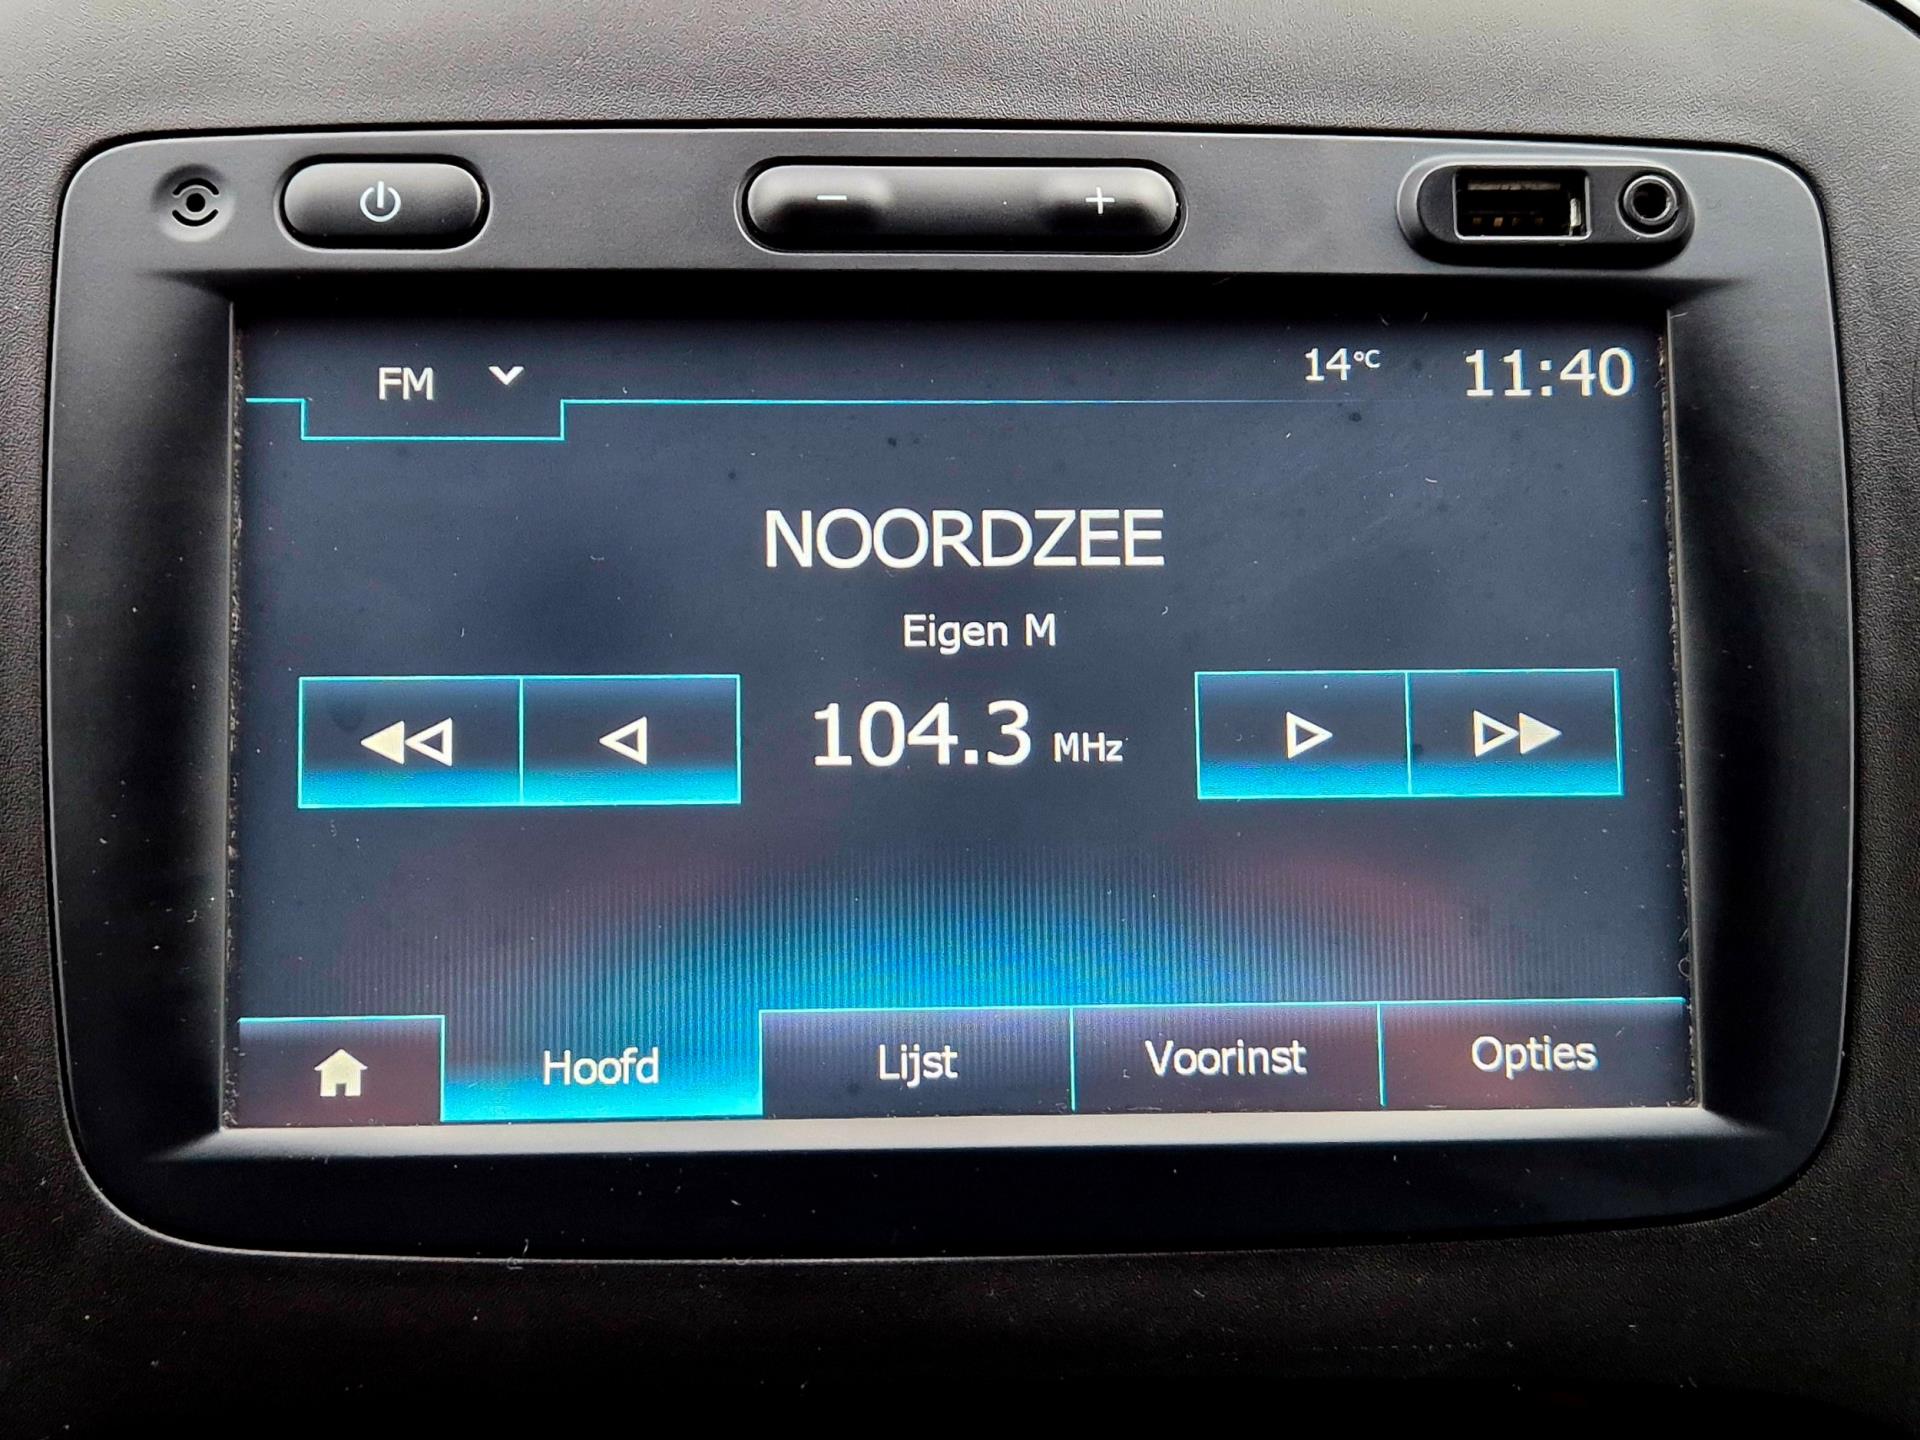 FM
14°C 11:40
NOORDZEE
Eigen M
104.3 MHz
Hoofd Lijst Voorinst Opties